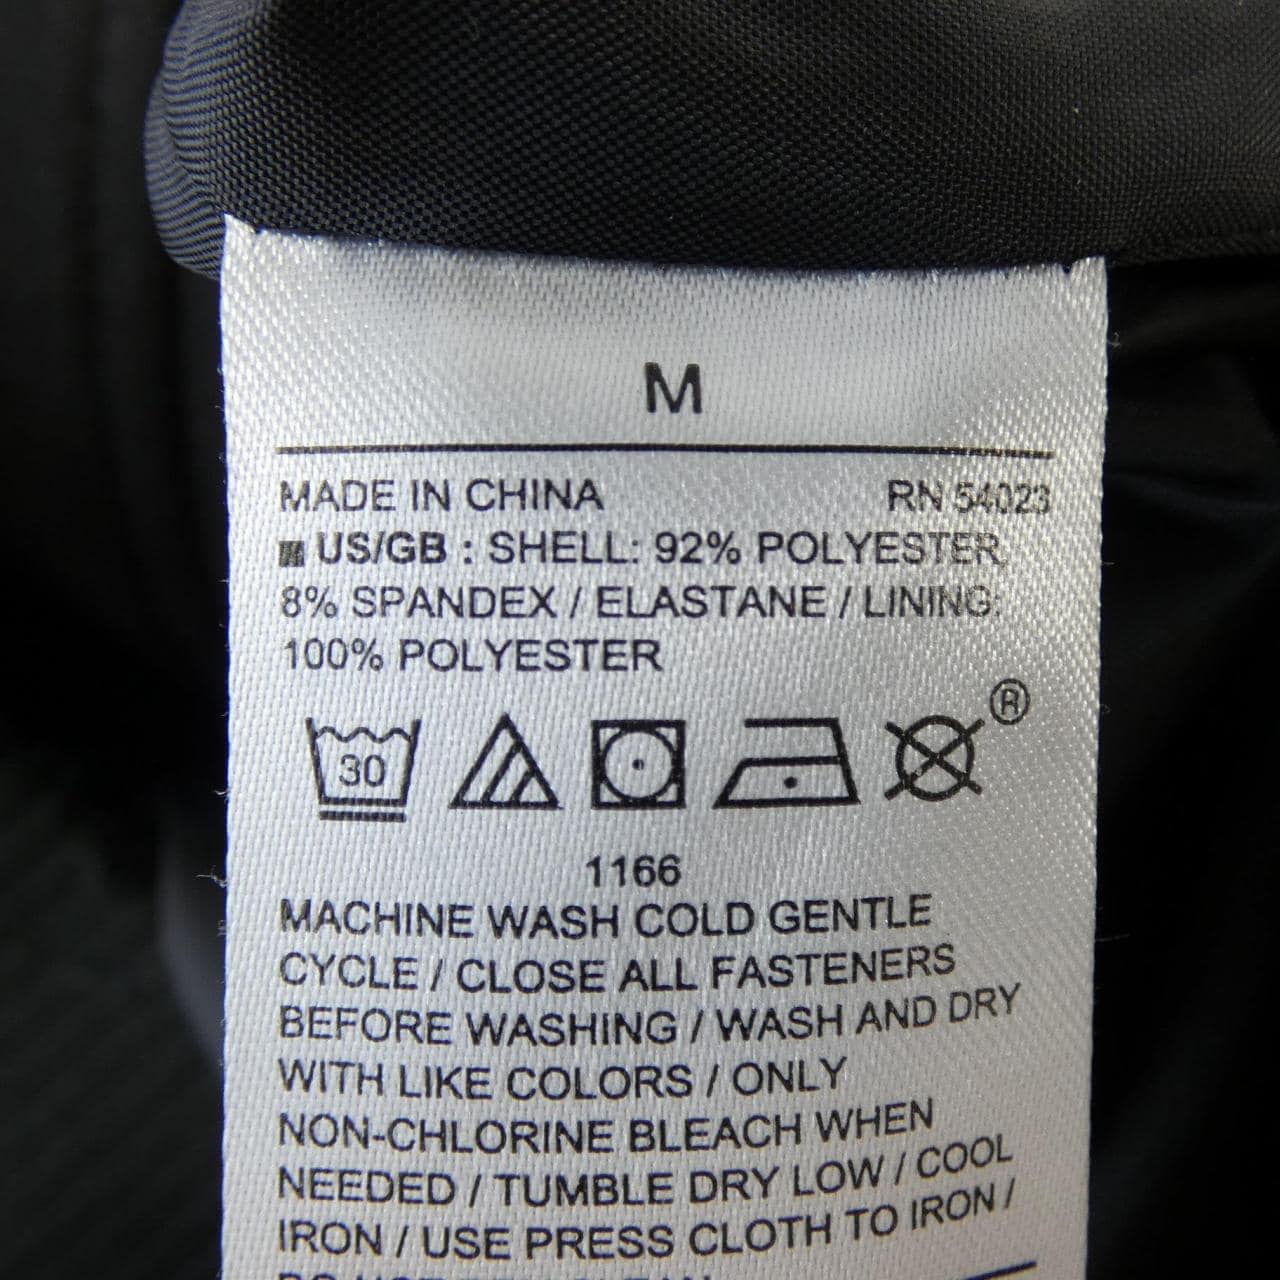 M
MADE IN CHINA RN 54023
US/GB : SHELL: 92% POLYESTER
8% SPANDEX / ELASTANE / LINING:
100% POLYESTER
30
®
1166
MACHINE WASH COLD GENTLE
CYCLE / CLOSE ALL FASTENERS
BEFORE WASHING / WASH AND DRY
WITH LIKE COLORS / ONLY
NON-CHLORINE BLEACH WHEN
NEEDED / TUMBLE DRY LOW / COOL
IRON / USE PRESS CLOTH TO IRON /